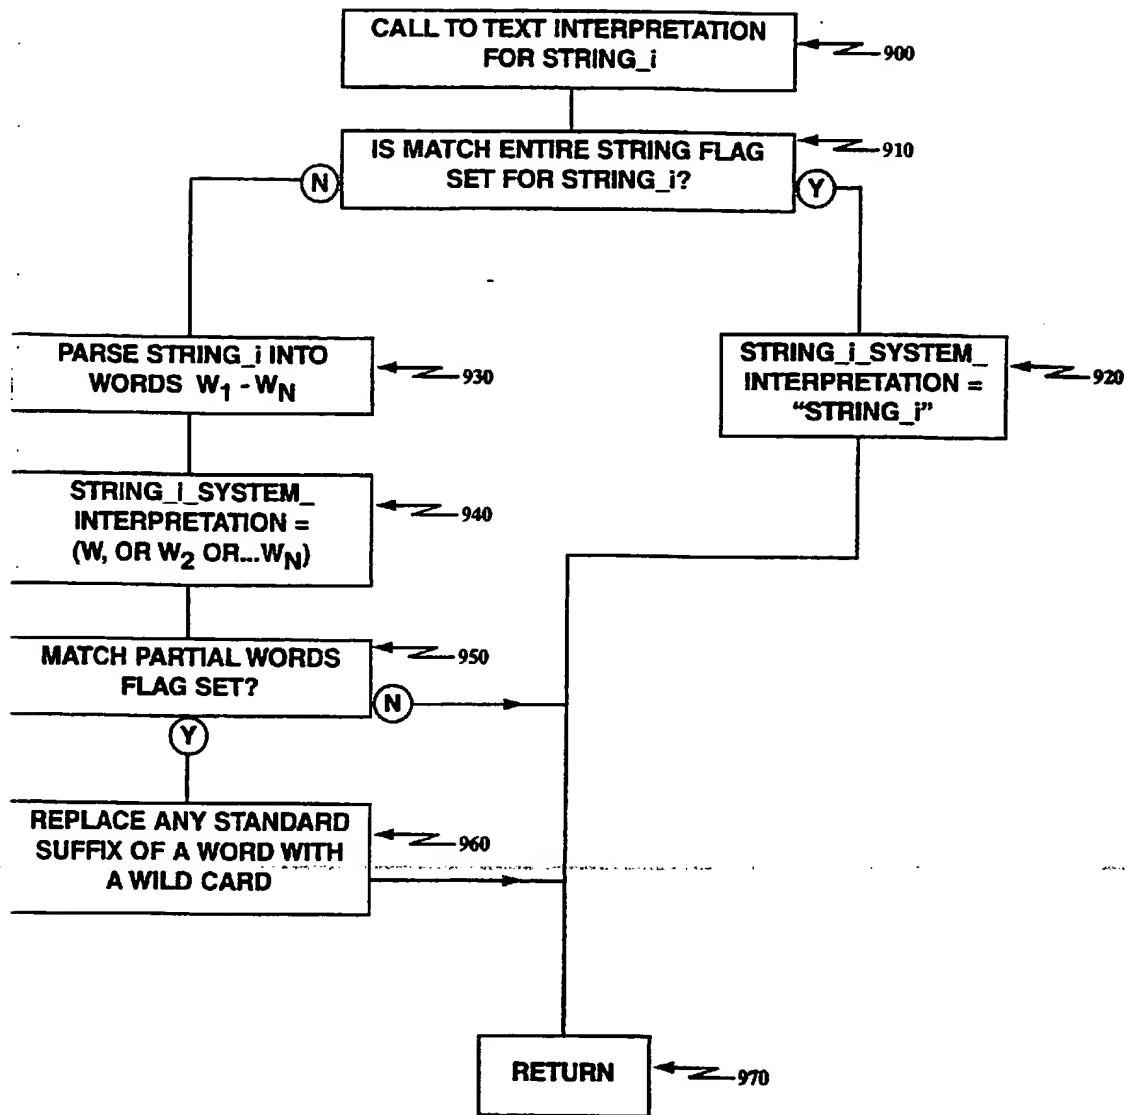 CALL TO TEXT INTERPRETATION
FOR STRING_i
900
IS MATCH ENTIRE STRING FLAG
SET FOR STRING_i?
910
N
Y
PARSE STRING_i INTO
WORDS W1 - WN
930
STRING_i_SYSTEM_
INTERPRETATION =
“STRING_i”
920
STRING_i_SYSTEM_
INTERPRETATION =
(W, OR W2 OR...WN)
940
MATCH PARTIAL WORDS
FLAG SET?
950
N
Y
REPLACE ANY STANDARD
SUFFIX OF A WORD WITH
A WILD CARD
960
RETURN
970